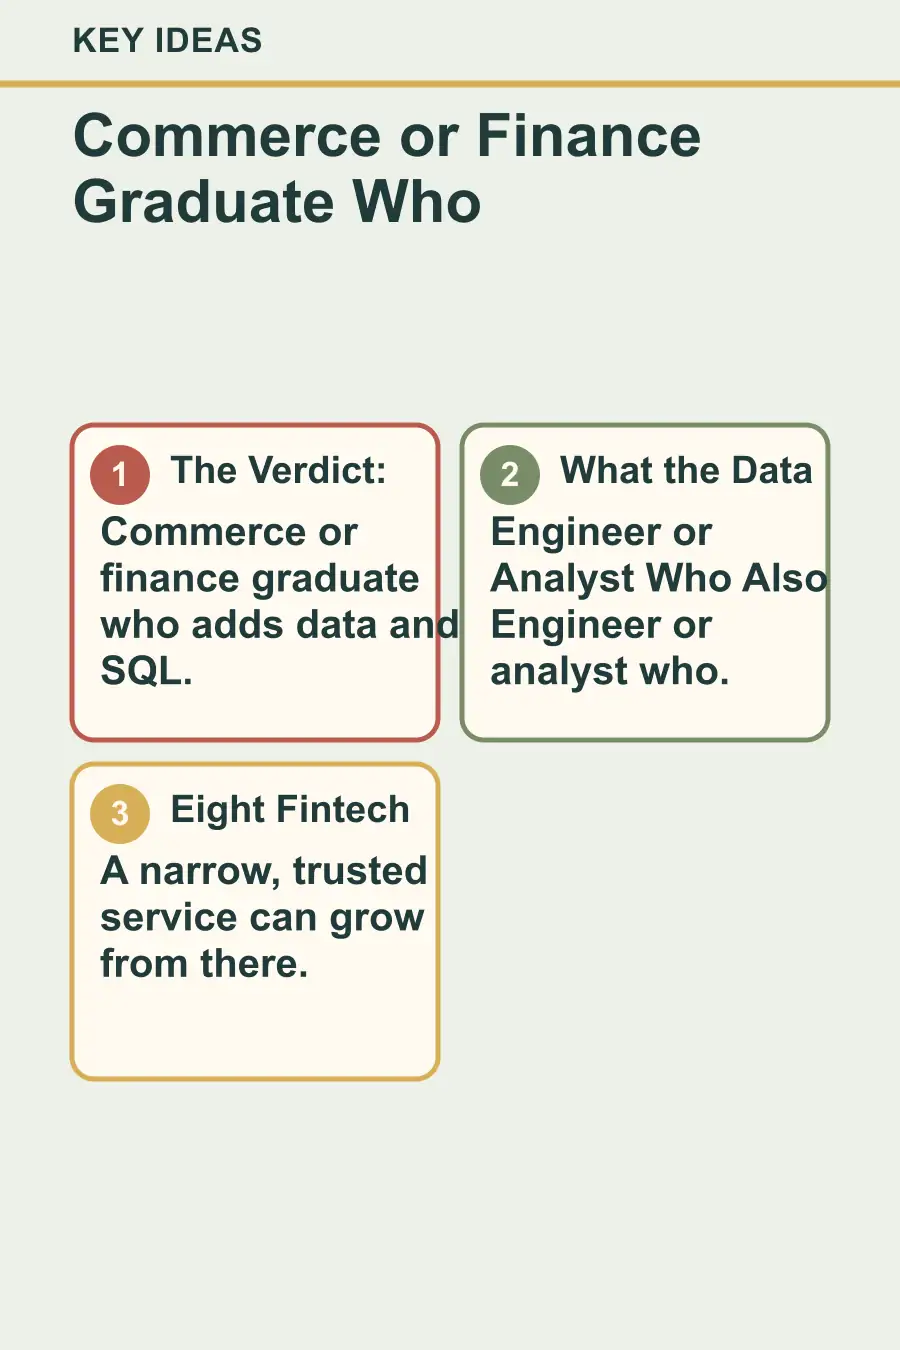 KEY IDEAS
Commerce or Finance
Graduate Who
1 The Verdict:
Commerce or
finance graduate
who adds data and
SQL.
2 What the Data
Engineer or
Analyst Who Also
Engineer or
analyst who.
3 Eight Fintech
A narrow, trusted
service can grow
from there.